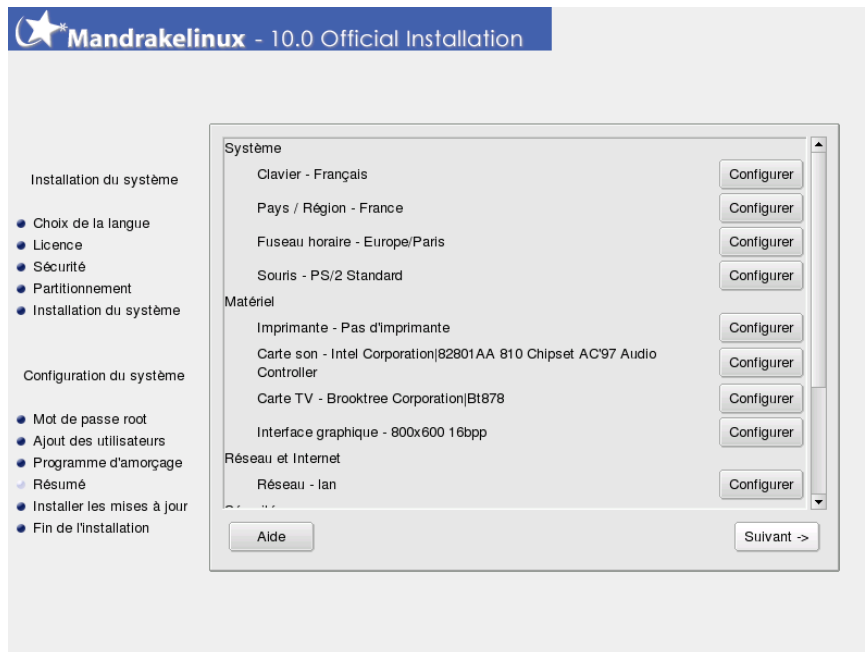 Mandrakelinux - 10.0 Official Installation
Installation du système
Choix de la langue
Licence
Sécurité
Partitionnement
Installation du système
Configuration du système
Mot de passe root
Ajout des utilisateurs
Programme d'amorçage
Résumé
Installer les mises à jour
Fin de l'installation
Système
Clavier - Français
Configurer
Pays / Région - France
Configurer
Fuseau horaire - Europe/Paris
Configurer
Souris - PS/2 Standard
Configurer
Matériel
Imprimante - Pas d'imprimante
Configurer
Carte son - Intel Corporation|82801AA 810 Chipset AC'97 Audio
Controller
Configurer
Carte TV - Brooktree Corporation|Bt878
Configurer
Interface graphique - 800x600 16bpp
Configurer
Réseau et Internet
Réseau - lan
Configurer
Aide
Suivant ->